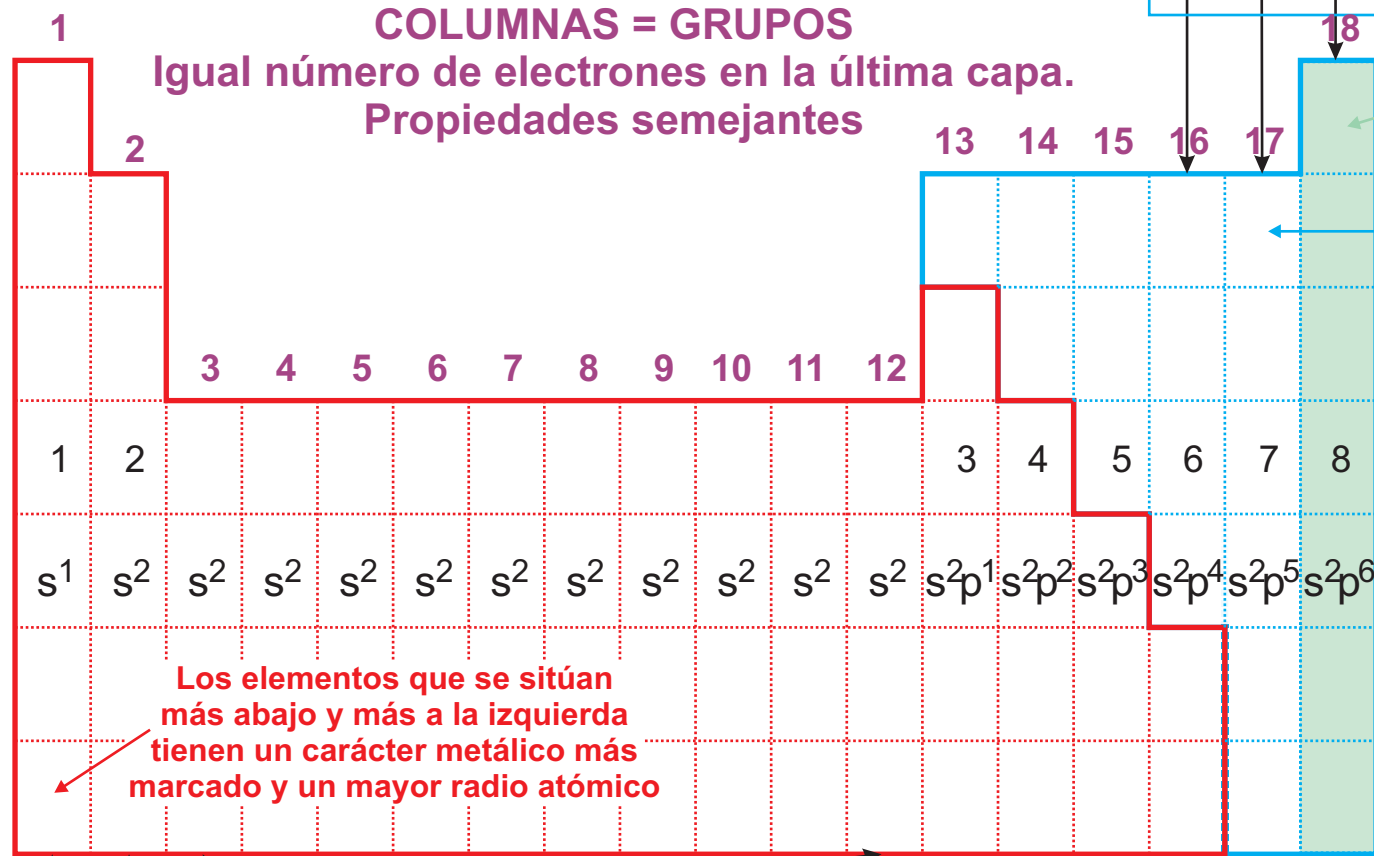 1
COLUMNAS = GRUPOS
18
Igual número de electrones en la última capa.
Propiedades semejantes
2
13 14 15 16 17
3 4 5 6 7 8 9 10 11 12
1 2 3 4 5 6 7 8
s¹ s² s² s² s² s² s² s² s² s² s² s² s²p¹ s²p² s²p³ s²p⁴ s²p⁵ s²p⁶
Los elementos que se sitúan
más abajo y más a la izquierda
tienen un carácter metálico más
marcado y un mayor radio atómico